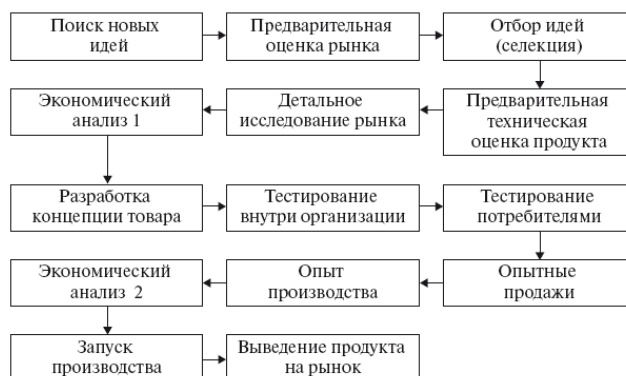 Поиск новых
идей
Предварительная
оценка рынка
Отбор идей
(селекция)
Экономический
анализ 1
Детальное
исследование рынка
Предварительная
техническая
оценка продукта
Разработка
концепции товара
Тестирование
внутри организации
Тестирование
потребителями
Экономический
анализ 2
Опыт
производства
Опытные
продажи
Запуск
производства
Выведение продукта
на рынок